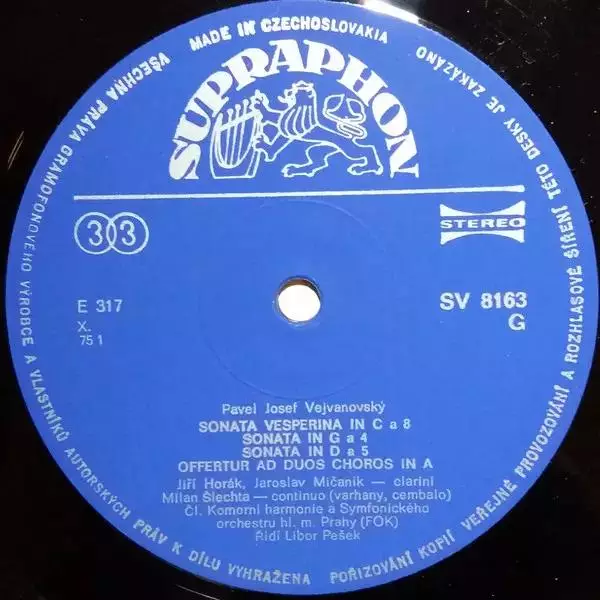 MADE IN CZECHOSLOVAKIA
VŠECHNA PRÁVA GRAMOFONOVÉHO VÝROBCE A VLASTNÍKŮ AUTORSKÝCH PRÁV K DÍLU VYHRAŽENA
POŘIZOVÁNÍ KOPIÍ VEŘEJNÉ PROVOZOVÁNÍ A ROZHLASOVÉ ŠÍŘENÍ TÉTO DESKY JE ZAKÁZÁNO
SUPRAPHON
33
STEREO
E 317
X.
75 1
SV 8163
G
Pavel Josef Vejvanovský
SONATA VESPERINA IN C a 8
SONATA IN G a 4
SONATA IN D a 5
OFFERTUR AD DUOS CHOROS IN A
Jiří Horák, Jaroslav Mičaník — clarini
Milan Šlechta — continuo (varhany, cembalo)
Čl. Komorní harmonie a Symfonického
orchestru hl. m. Prahy (FOK)
Řídí Libor Pešek